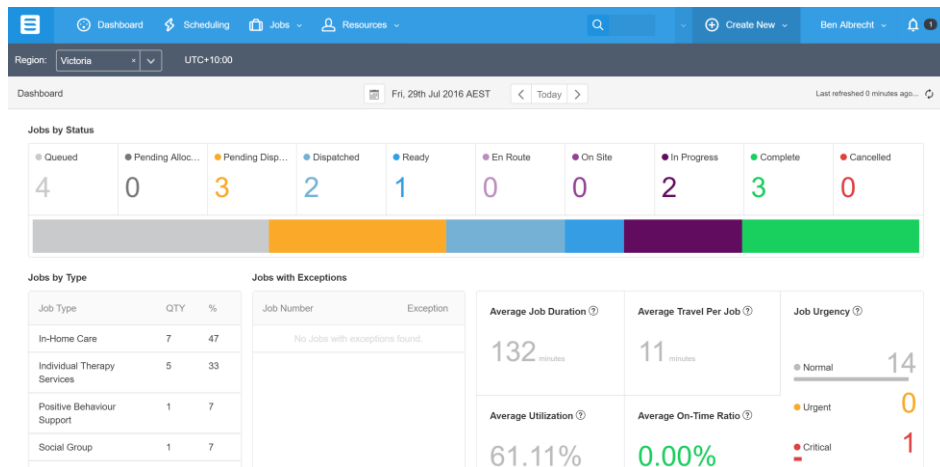 Dashboard Scheduling Jobs Resources Create New Ben Albrecht 1
Region: Victoria × UTC+10:00
Dashboard Fri, 29th Jul 2016 AEST Today Last refreshed 0 minutes ago...
Jobs by Status
Queued Pending Alloc... Pending Disp... Dispatched Ready En Route On Site In Progress Complete Cancelled
4 0 3 2 1 0 0 2 3 0
Jobs by Type Jobs with Exceptions
Job Type QTY % Job Number Exception
Average Job Duration ? Average Travel Per Job ? Job Urgency ?
In-Home Care 7 47 No Jobs with exceptions found.
132 minutes 11 minutes
Individual Therapy 5 33
Services
Normal 14
Positive Behaviour 1 7
Support
Urgent 0
Average Utilization ? Average On-Time Ratio ?
Social Group 1 7
Critical 1
61.11% 0.00%